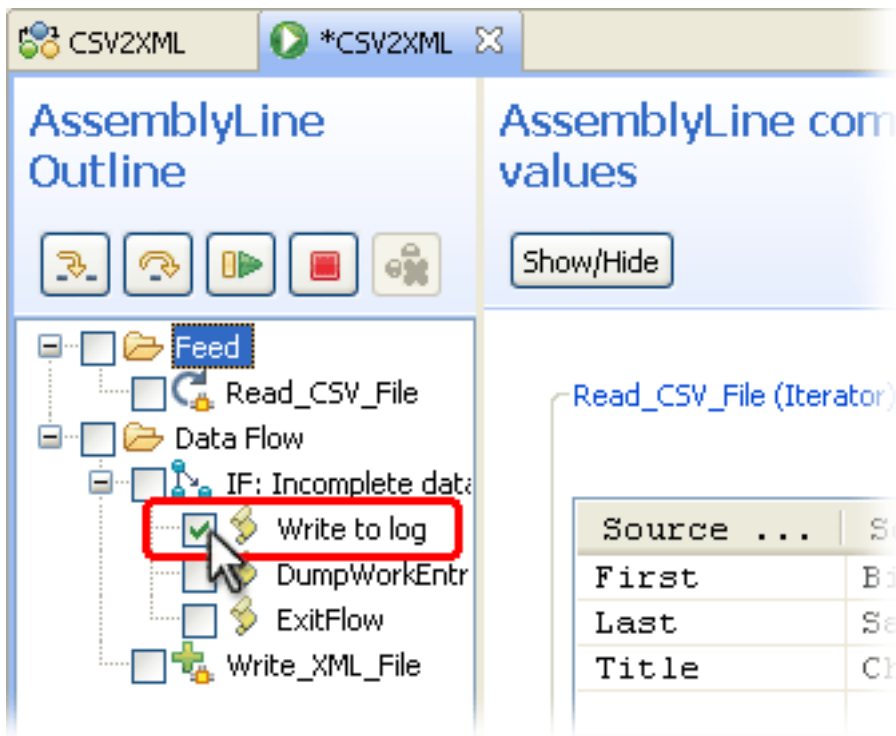 CSV2XML
*CSV2XML
AssemblyLine
Outline
AssemblyLine com
values
Show/Hide
Feed
Read_CSV_File
Data Flow
IF: Incomplete data
Write to log
DumpWorkEntr
ExitFlow
Write_XML_File
Read_CSV_File (Iterator)
Source ...
First
Last
Title